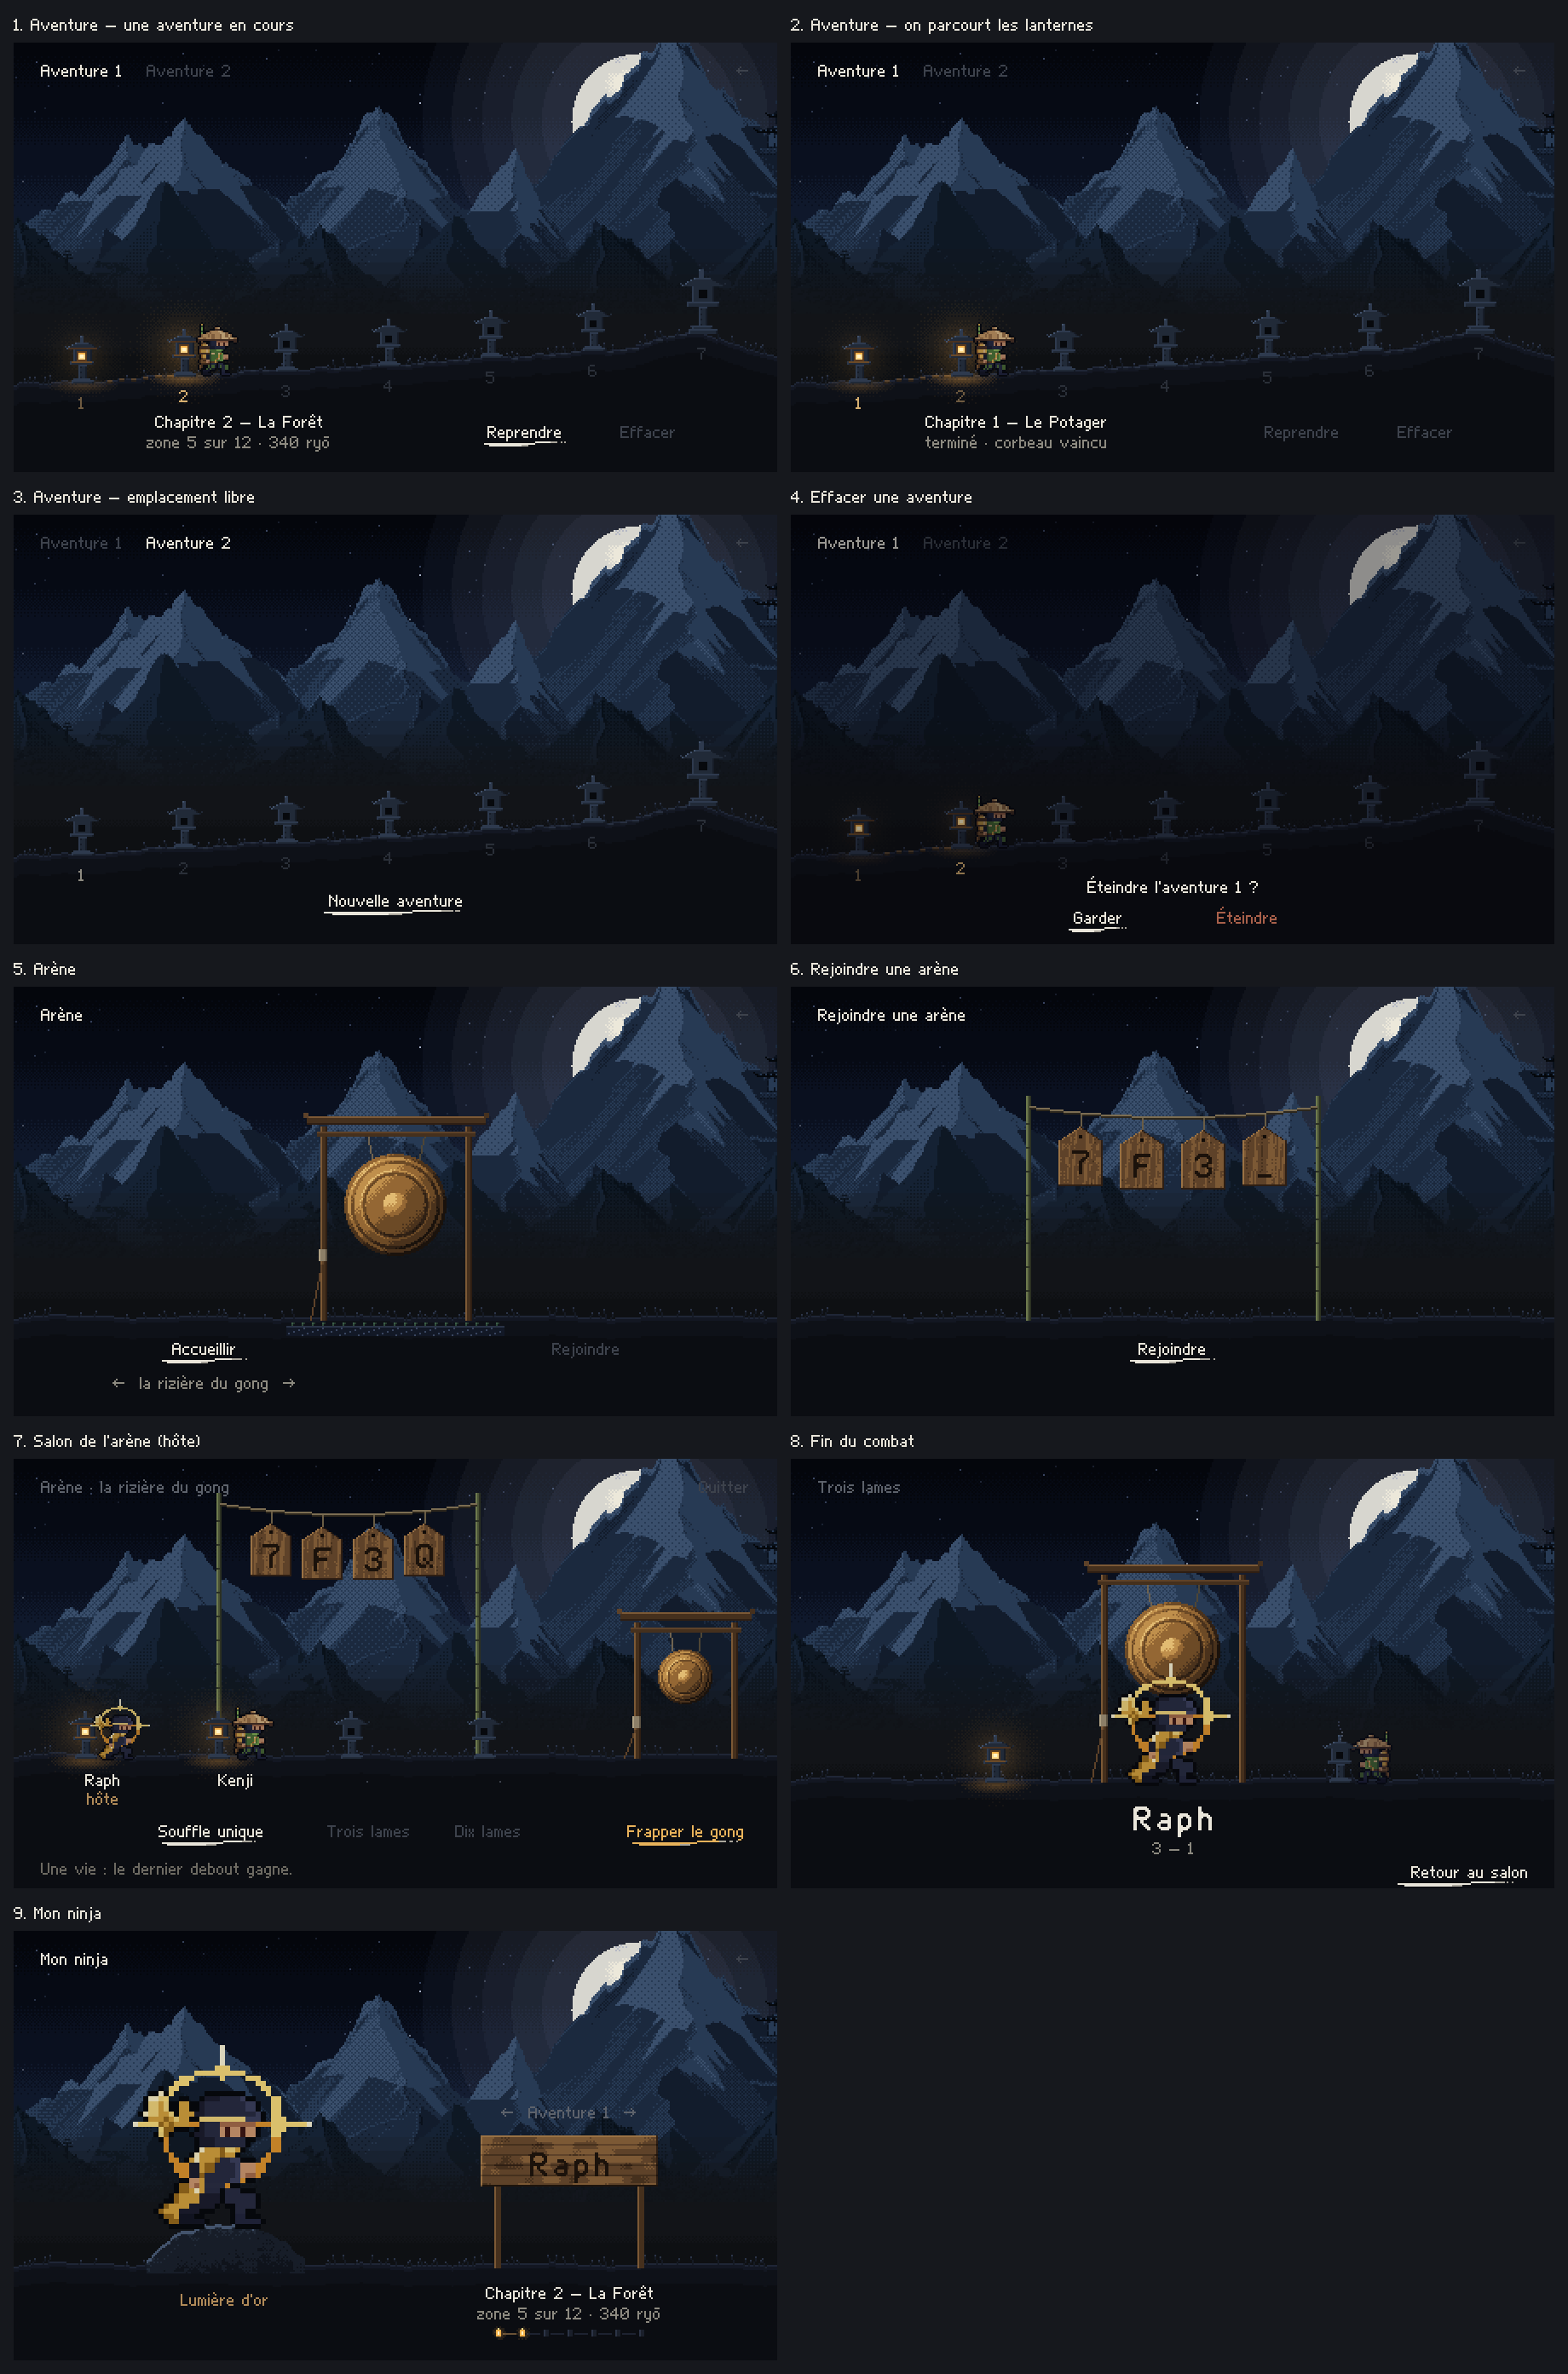 1. Aventure — une aventure en cours
Aventure 1 Aventure 2 ←
1 2 3 4 5 6 7
Chapitre 2 — La Forêt
zone 5 sur 12 · 340 ryō
Reprendre Effacer
2. Aventure — on parcourt les lanternes
Aventure 1 Aventure 2 ←
1 2 3 4 5 6 7
Chapitre 1 — Le Potager
terminé · corbeau vaincu
Reprendre Effacer
3. Aventure — emplacement libre
Aventure 1 Aventure 2 ←
1 2 3 4 5 6 7
Nouvelle aventure
4. Effacer une aventure
Aventure 1 Aventure 2 ←
1 2 3 4 5 6 7
Éteindre l'aventure 1 ?
Garder Éteindre
5. Arène
Arène ←
Accueillir Rejoindre
← la rizière du gong →
6. Rejoindre une arène
Rejoindre une arène ←
7 F 3 _
Rejoindre
7. Salon de l'arène (hôte)
Arène : la rizière du gong Quitter
7 F 3 Q
Raph Kenji
hôte
Souffle unique Trois lames Dix lames Frapper le gong
Une vie : le dernier debout gagne.
8. Fin du combat
Trois lames
Raph
3 — 1
Retour au salon
9. Mon ninja
Mon ninja ←
← Aventure 1 →
Raph
Lumière d'or
Chapitre 2 — La Forêt
zone 5 sur 12 · 340 ryō